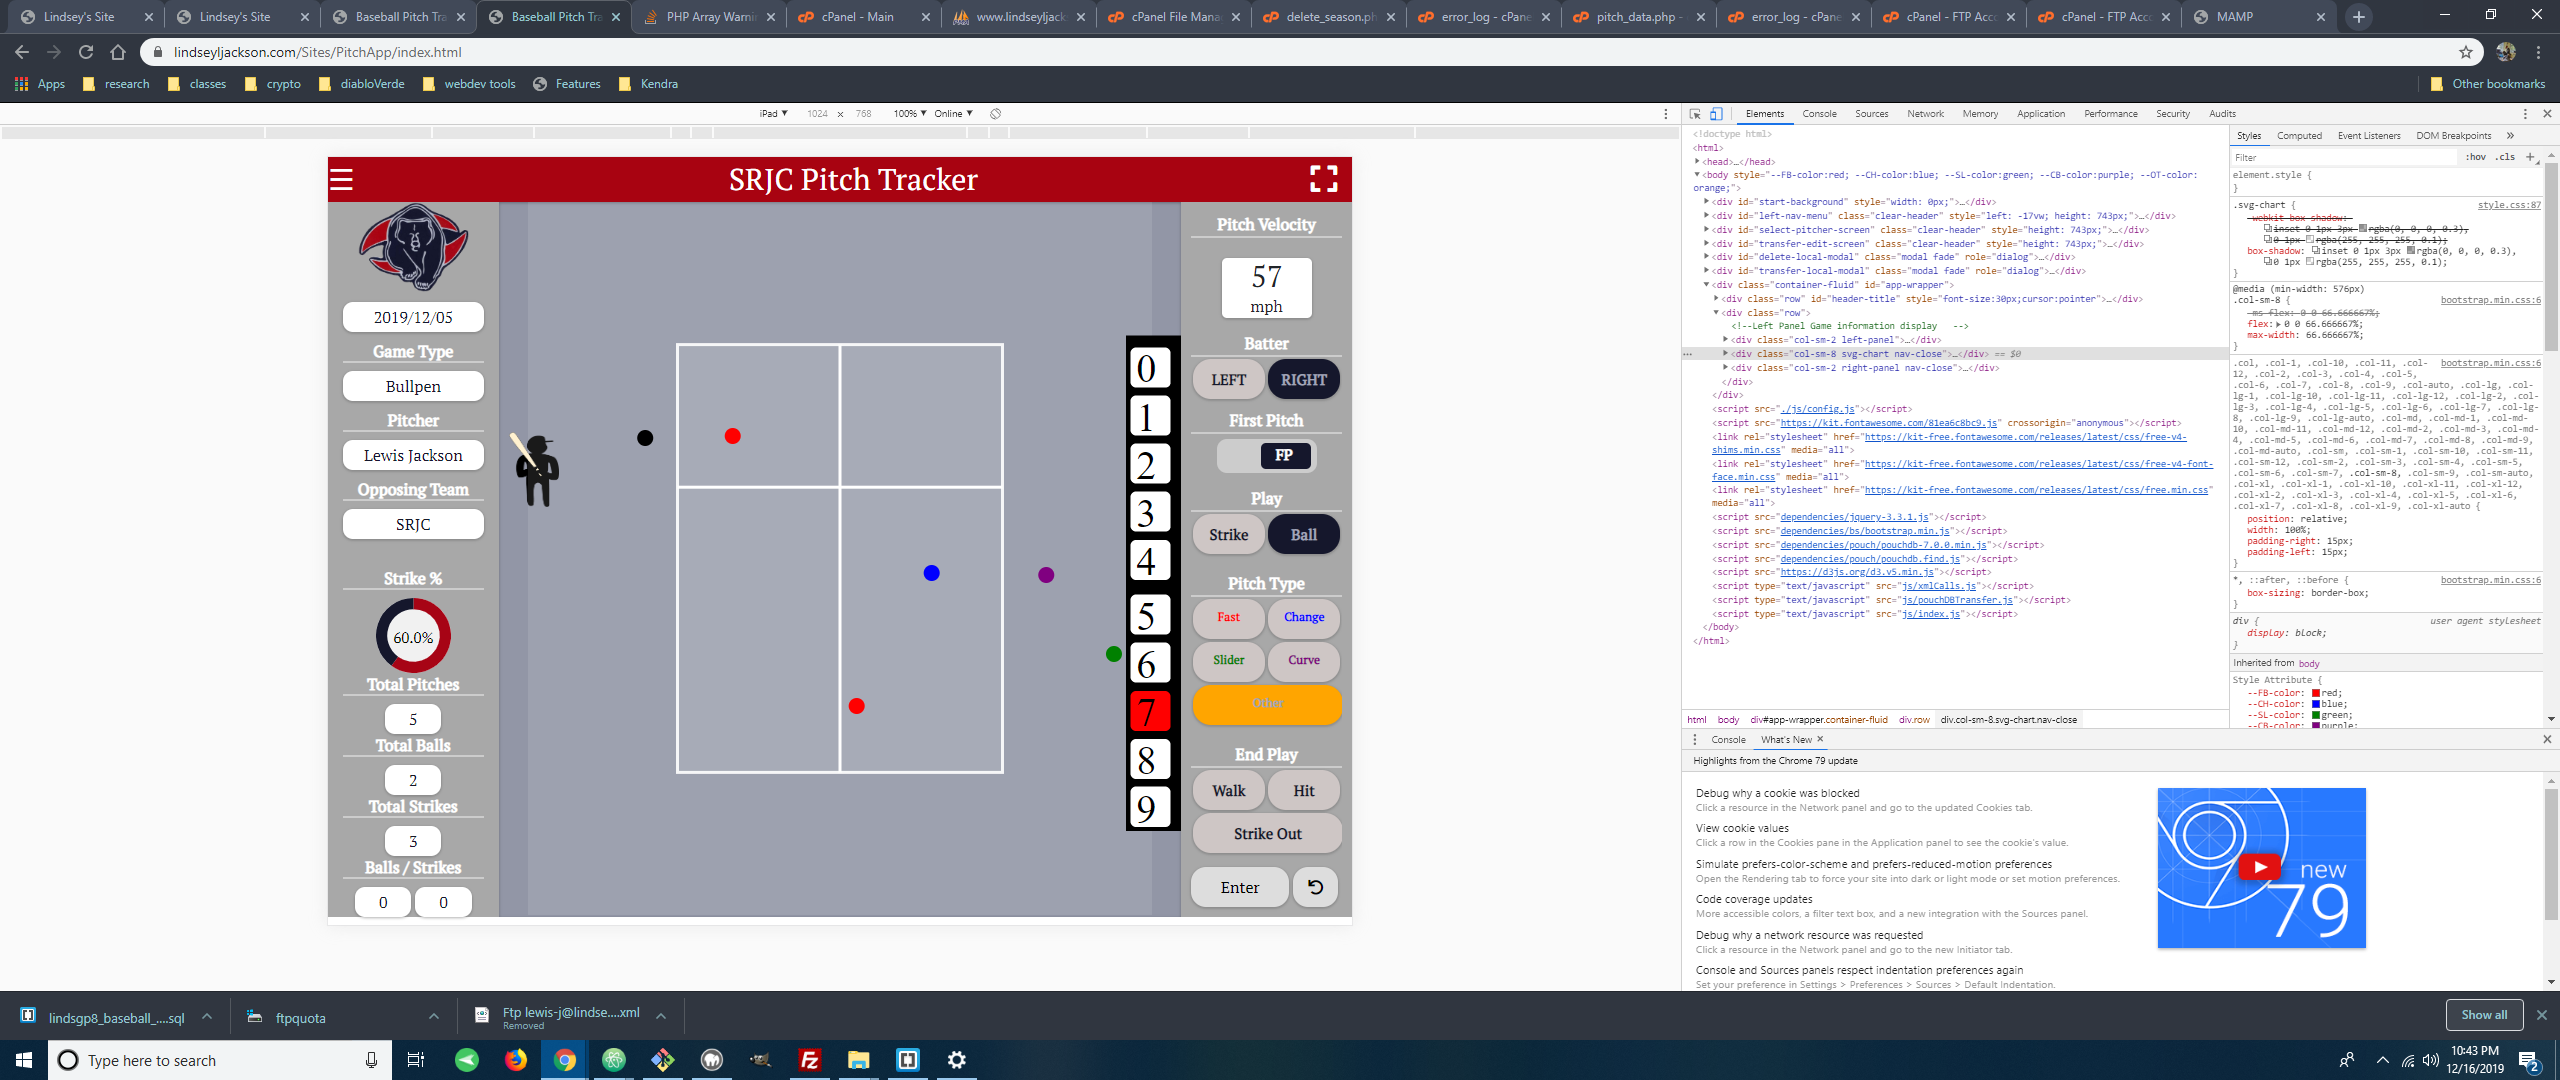 Lindsey's Site
Lindsey's Site
Baseball Pitch Tra
Baseball Pitch Tra
PHP Array Warni
cPanel - Main
www.lindseyljack
cPanel File Mana
delete_season.ph
error_log - cPane
pitch_data.php -
error_log - cPane
cPanel - FTP Acc
cPanel - FTP Acc
MAMP
lindseyljackson.com/Sites/PitchApp/index.html
Apps
research
classes
crypto
diabloVerde
webdev tools
Features
Kendra
Other bookmarks
iPad ▼ 1024 × 768 100% ▼ Online ▼
SRJC Pitch Tracker
2019/12/05
Game Type
Bullpen
Pitcher
Lewis Jackson
Opposing Team
SRJC
Strike %
60.0%
Total Pitches
5
Total Balls
2
Total Strikes
3
Balls / Strikes
0 0
0
1
2
3
4
5
6
7
8
9
Pitch Velocity
57
mph
Batter
LEFT RIGHT
First Pitch
FP
Play
Strike Ball
Pitch Type
Fast Change
Slider Curve
Other
End Play
Walk Hit
Strike Out
Enter
Elements Console Sources Network Memory Application Performance Security Audits
<!doctype html>
<html>
<head>…</head>
<body style="--FB-color:red; --CH-color:blue; --SL-color:green; --CB-color:purple; --OT-color:
orange;">
<div id="start-background" style="width: 0px;">…</div>
<div id="left-nav-menu" class="clear-header" style="left: -17vw; height: 743px;">…</div>
<div id="select-pitcher-screen" class="clear-header" style="height: 743px;">…</div>
<div id="transfer-edit-screen" class="clear-header" style="height: 743px;">…</div>
<div id="delete-local-modal" class="modal fade" role="dialog">…</div>
<div id="transfer-local-modal" class="modal fade" role="dialog">…</div>
<div class="container-fluid" id="app-wrapper">
<div class="row" id="header-title" style="font-size:30px;cursor:pointer">…</div>
<div class="row">
<!--Left Panel Game information display -->
<div class="col-sm-2 left-panel">…</div>
<div class="col-sm-8 svg-chart nav-close">…</div> == $0
<div class="col-sm-2 right-panel nav-close">…</div>
</div>
</div>
<script src="./js/config.js"></script>
<script src="https://kit.fontawesome.com/81ea6c8bc9.js" crossorigin="anonymous"></script>
<link rel="stylesheet" href="https://kit-free.fontawesome.com/releases/latest/css/free-v4-
shims.min.css" media="all">
<link rel="stylesheet" href="https://kit-free.fontawesome.com/releases/latest/css/free-v4-font-
face.min.css" media="all">
<link rel="stylesheet" href="https://kit-free.fontawesome.com/releases/latest/css/free.min.css"
media="all">
<script src="dependencies/jquery-3.3.1.js"></script>
<script src="dependencies/bs/bootstrap.min.js"></script>
<script src="dependencies/pouch/pouchdb-7.0.0.min.js"></script>
<script src="dependencies/pouch/pouchdb.find.js"></script>
<script src="https://d3js.org/d3.v5.min.js"></script>
<script type="text/javascript" src="js/xmlCalls.js"></script>
<script type="text/javascript" src="js/pouchDBTransfer.js"></script>
<script type="text/javascript" src="js/index.js"></script>
</body>
</html>
html body div#app-wrapper.container-fluid div.row div.col-sm-8.svg-chart.nav-close
Styles Computed Event Listeners DOM Breakpoints »
Filter :hov .cls +
element.style {
}
.svg-chart { style.css:87
-webkit-box-shadow:
inset 0 1px 3px rgba(0, 0, 0, 0.3),
0 1px rgba(255, 255, 255, 0.1);
box-shadow: inset 0 1px 3px rgba(0, 0, 0, 0.3),
0 1px rgba(255, 255, 255, 0.1);
}
@media (min-width: 576px)
.col-sm-8 { bootstrap.min.css:6
-ms-flex: 0 0 66.666667%;
flex: 0 0 66.666667%;
max-width: 66.666667%;
}
.col, .col-1, .col-10, .col-11, .col- bootstrap.min.css:6
12, .col-2, .col-3, .col-4, .col-5,
.col-6, .col-7, .col-8, .col-9, .col-auto, .col-lg, .col-
lg-1, .col-lg-10, .col-lg-11, .col-lg-12, .col-lg-2, .col-
lg-3, .col-lg-4, .col-lg-5, .col-lg-6, .col-lg-7, .col-lg-
8, .col-lg-9, .col-lg-auto, .col-md, .col-md-1, .col-md-
10, .col-md-11, .col-md-12, .col-md-2, .col-md-3, .col-md-
4, .col-md-5, .col-md-6, .col-md-7, .col-md-8, .col-md-9,
.col-md-auto, .col-sm, .col-sm-1, .col-sm-10, .col-sm-11,
.col-sm-12, .col-sm-2, .col-sm-3, .col-sm-4, .col-sm-5,
.col-sm-6, .col-sm-7, .col-sm-8, .col-sm-9, .col-sm-auto,
.col-xl, .col-xl-1, .col-xl-10, .col-xl-11, .col-xl-12,
.col-xl-2, .col-xl-3, .col-xl-4, .col-xl-5, .col-xl-6,
.col-xl-7, .col-xl-8, .col-xl-9, .col-xl-auto {
position: relative;
width: 100%;
padding-right: 15px;
padding-left: 15px;
}
*, ::after, ::before { bootstrap.min.css:6
box-sizing: border-box;
}
div { user agent stylesheet
display: block;
}
Inherited from body
Style Attribute {
--FB-color: red;
--CH-color: blue;
--SL-color: green;
--CB-color: purple;
Console What's New ×
Highlights from the Chrome 79 update
Debug why a cookie was blocked
Click a resource in the Network panel and go to the updated Cookies tab.
View cookie values
Click a row in the Cookies pane in the Application panel to see the cookie's value.
Simulate prefers-color-scheme and prefers-reduced-motion preferences
Open the Rendering tab to force your site into dark or light mode or set motion preferences.
Code coverage updates
More accessible colors, a filter text box, and a new integration with the Sources panel.
Debug why a network resource was requested
Click a resource in the Network panel and go to the new Initiator tab.
Console and Sources panels respect indentation preferences again
Set your preference in Settings > Preferences > Sources > Default Indentation.
new
79
lindsgp8_baseball_....sql
ftpquota
Ftp lewis-j@lindse....xml
Removed
Show all
Type here to search
10:43 PM
12/16/2019
2